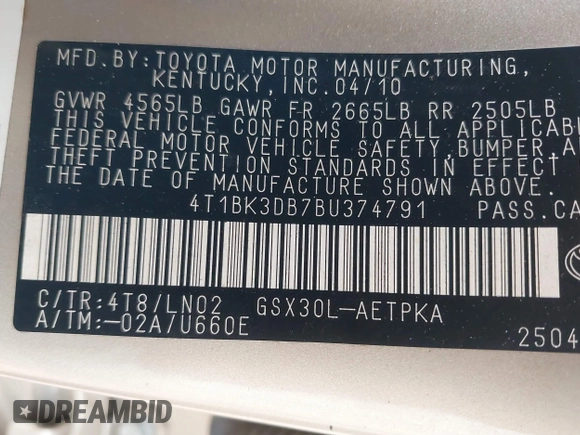 MFD.BY:TOYOTA MOTOR MANUFACTURING,
KENTUCKY,INC.04/10
GVWR 4565LB GAWR FR 2665LB RR 2505LB
THIS VEHICLE CONFORMS TO ALL
FEDERAL MOTOR VEHICLE SAFETY,BUMPER,
THEFT PREVENTION STANDARDS IN EFFECT
THE DATE OF MANUFACTURE SHOWN ABOVE.
4T1BK3DB7BU374791 PASS.
C/TR:4T8/LN02 GSX30L-AETPKA
A/TM:-02A/U660E
2504
DREAMBID